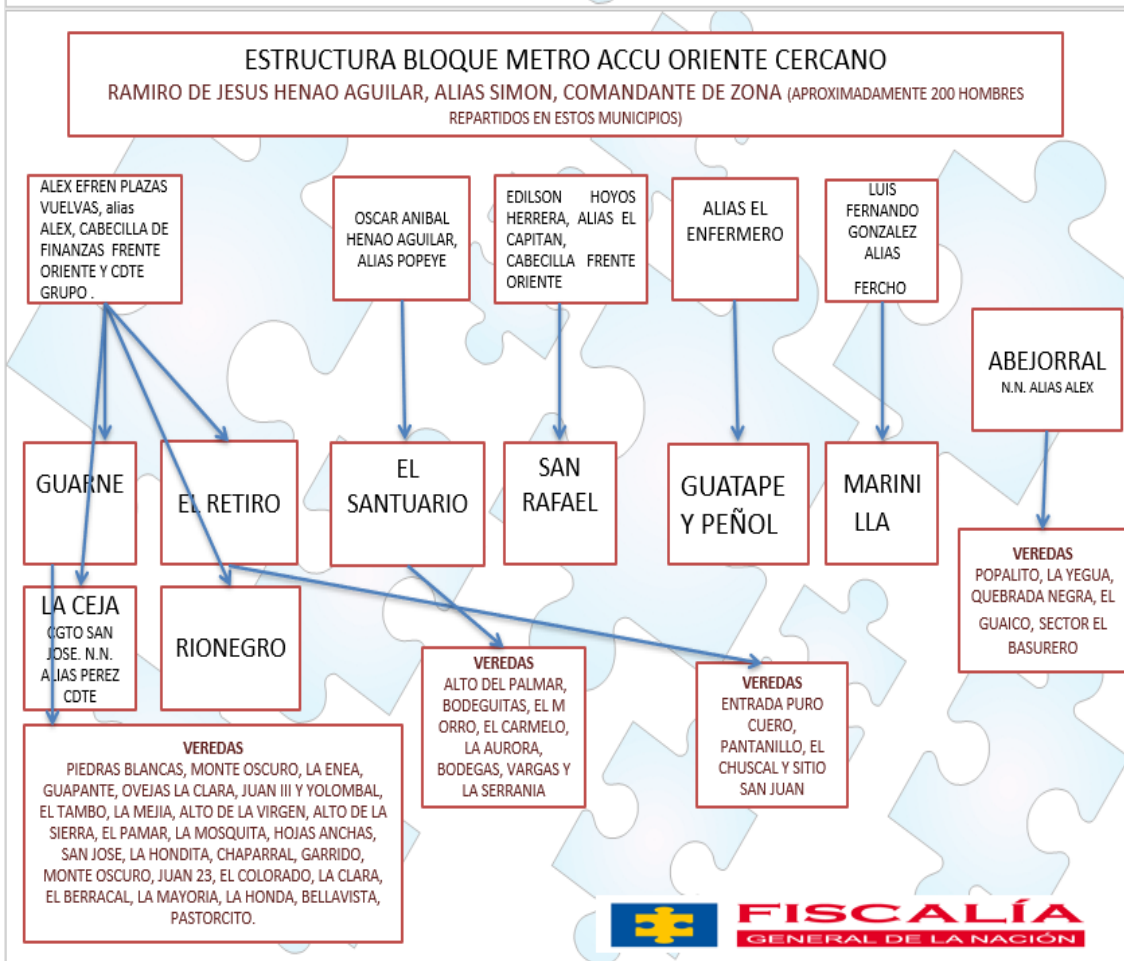 ESTRUCTURA BLOQUE METRO ACCU ORIENTE CERCANO
RAMIRO DE JESUS HENAO AGUILAR, ALIAS SIMON, COMANDANTE DE ZONA (APROXIMADAMENTE 200 HOMBRES
REPARTIDOS EN ESTOS MUNICIPIOS)
ALEX EFREN PLAZAS
VUELVAS, alias
ALEX, CABECILLA DE
FINANZAS FRENTE
ORIENTE Y CDTE
GRUPO .
OSCAR ANIBAL
HENAO AGUILAR,
ALIAS POPEYE
EDILSON HOYOS
HERRERA, ALIAS EL
CAPITAN,
CABECILLA FRENTE
ORIENTE
ALIAS EL
ENFERMERO
LUIS
FERNANDO
GONZALEZ
ALIAS
FERCHO
ABEJORRAL
N.N. ALIAS ALEX
GUARNE
EL RETIRO
EL
SANTUARIO
SAN
RAFAEL
GUATAPE
Y PEÑOL
MARINI
LLA
LA CEJA
CGTO SAN
JOSE. N.N.
ALIAS PEREZ
CDTE
RIONEGRO
VEREDAS
POPALITO, LA YEGUA,
QUEBRADA NEGRA, EL
GUAICO, SECTOR EL
BASURERO
VEREDAS
ALTO DEL PALMAR,
BODEGUITAS, EL M
ORRO, EL CARMELO,
LA AURORA,
BODEGAS, VARGAS Y
LA SERRANIA
VEREDAS
ENTRADA PURO
CUERO,
PANTANILLO, EL
CHUSCAL Y SITIO
SAN JUAN
VEREDAS
PIEDRAS BLANCAS, MONTE OSCURO, LA ENEA,
GUAPANTE, OVEJAS LA CLARA, JUAN III Y YOLOMBAL,
EL TAMBO, LA MEJIA, ALTO DE LA VIRGEN, ALTO DE LA
SIERRA, EL PAMAR, LA MOSQUITA, HOJAS ANCHAS,
SAN JOSE, LA HONDITA, CHAPARRAL, GARRIDO,
MONTE OSCURO, JUAN 23, EL COLORADO, LA CLARA,
EL BERRACAL, LA MAYORIA, LA HONDA, BELLAVISTA,
PASTORCITO.
FISCALÍA
GENERAL DE LA NACIÓN